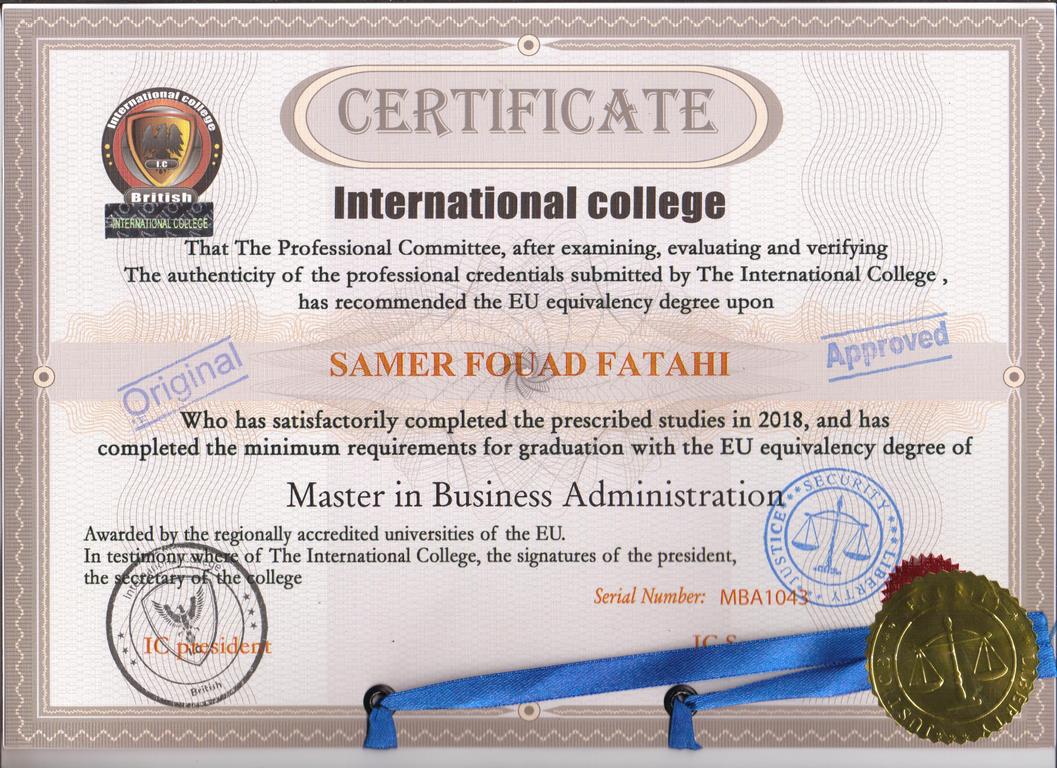 CERTIFICATE
International college
I.C
British
INTERNATIONAL COLLEGE
International college
That The Professional Committee, after examining, evaluating and verifying
The authenticity of the professional credentials submitted by The International College ,
has recommended the EU equivalency degree upon
Original
Approved
SAMER FOUAD FATAHI
Who has satisfactorily completed the prescribed studies in 2018, and has
completed the minimum requirements for graduation with the EU equivalency degree of
Master in Business Administration
Awarded by the regionally accredited universities of the EU.
In testimony where of The International College, the signatures of the president,
the secretary of the college
JUSTICE SECURITY LIBERTY
Serial Number: MBA1043
International College
British
IC president
IC S
JUSTICE